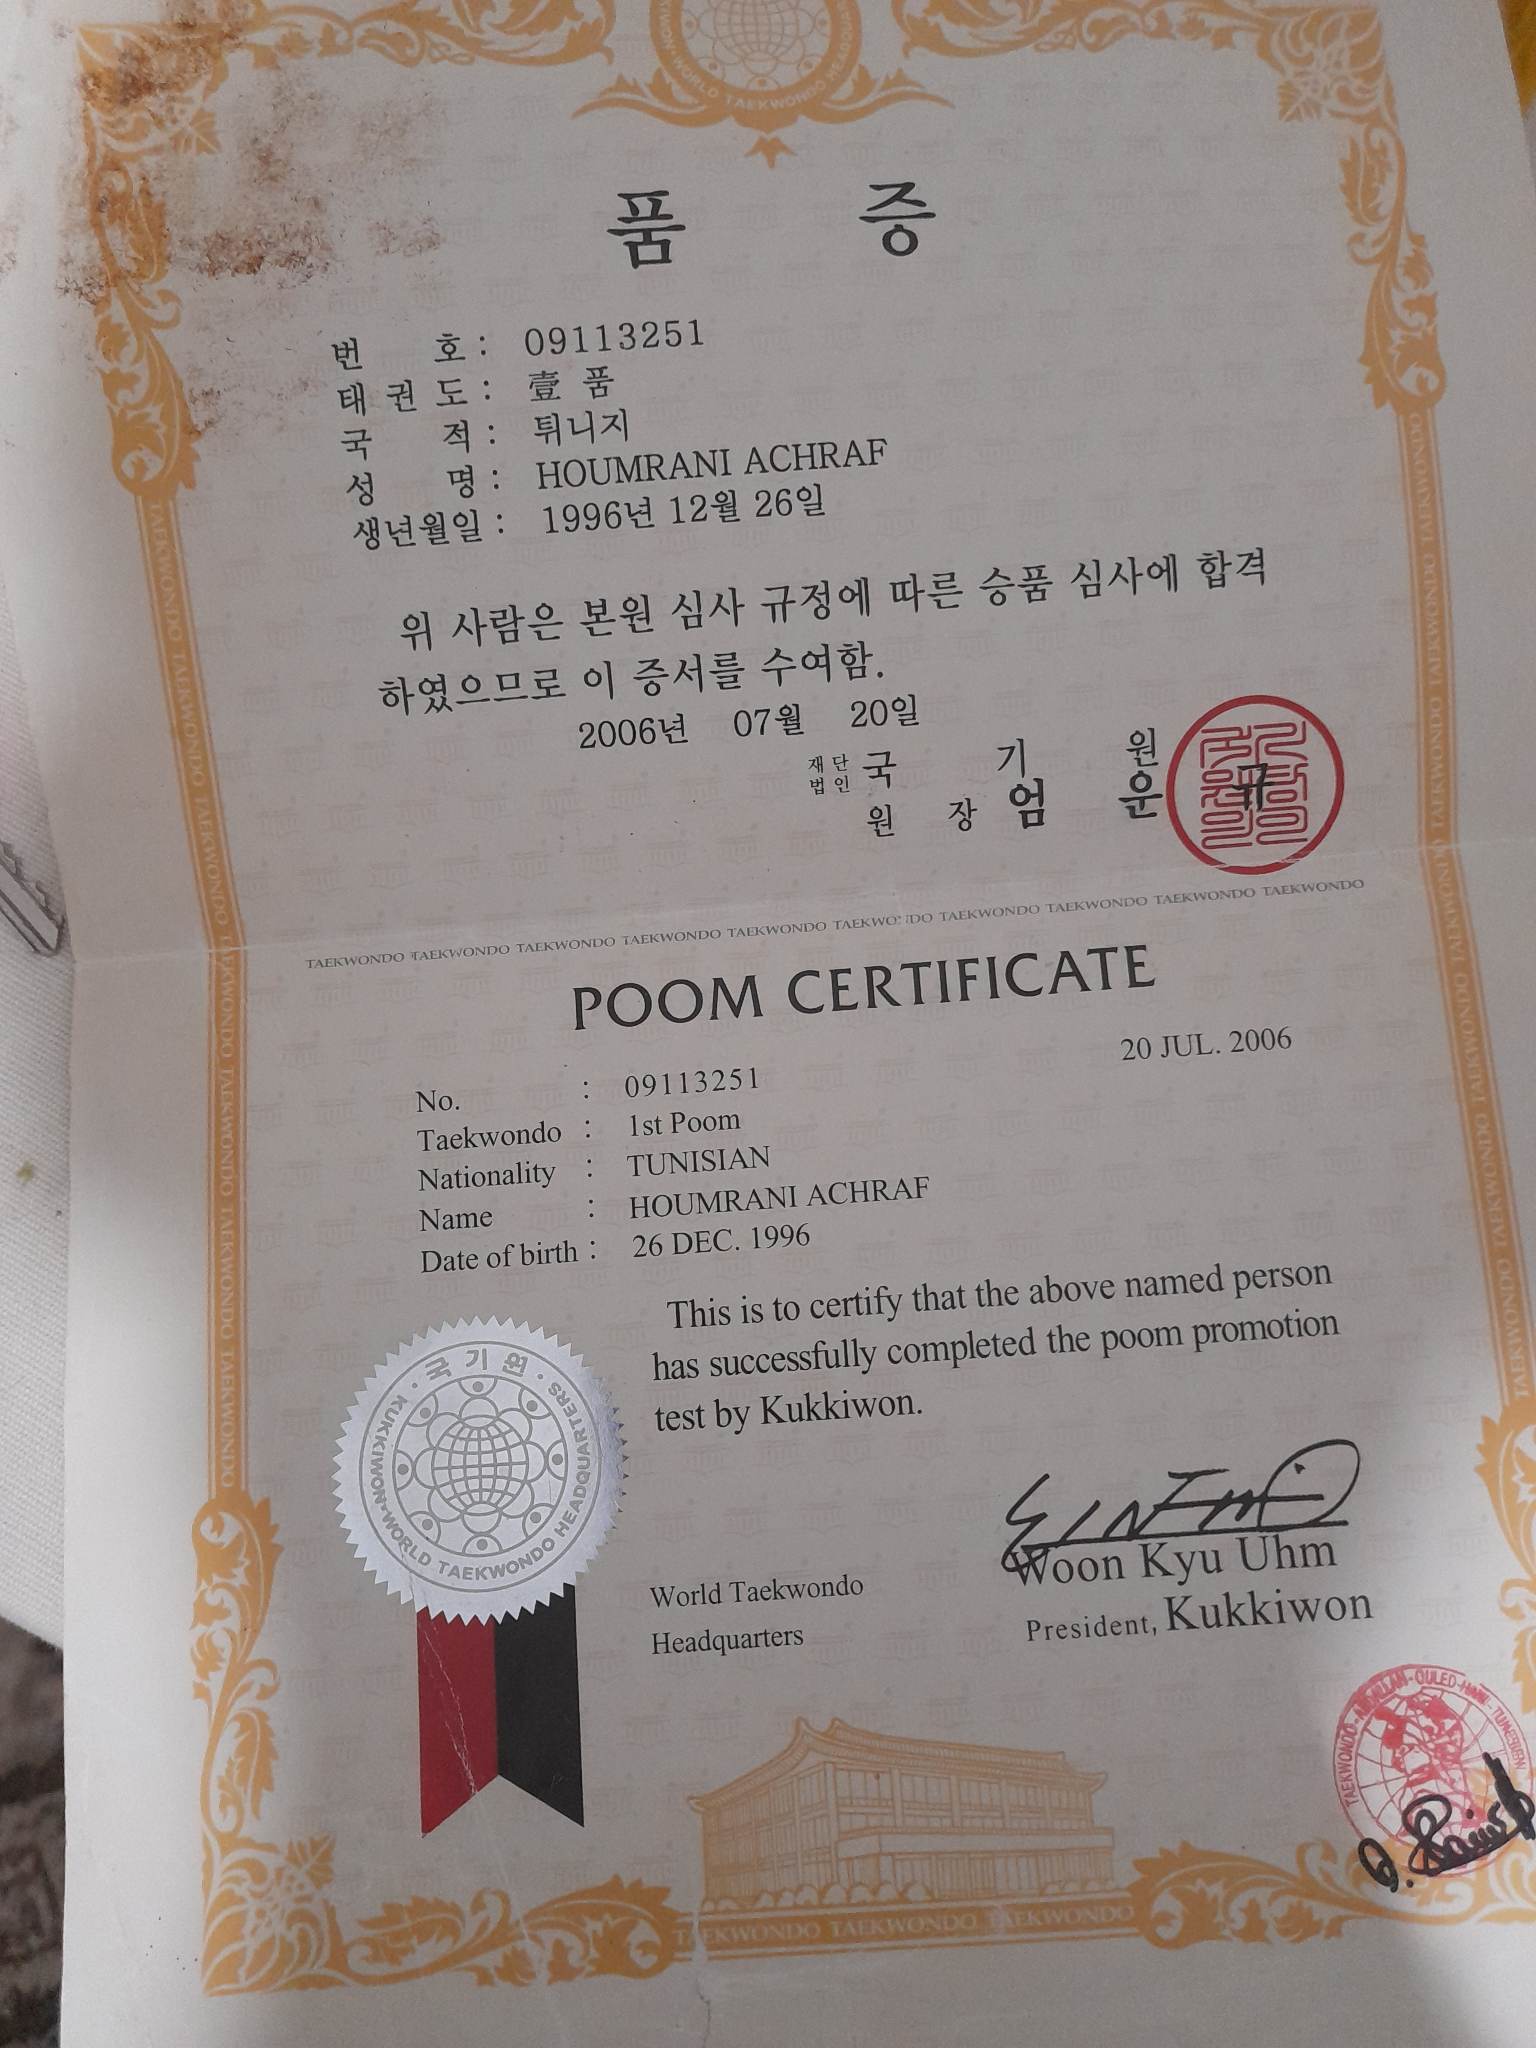 WORLD TAEKWONDO
품 증
번 호 : 09113251
태 권 도 : 壹 품
국 적 : 튀니지
성 명 : HOUMRANI ACHRAF
생년월일 : 1996년 12월 26일
위 사람은 본원 심사 규정에 따른 승품 심사에 합격
하였으므로 이 증서를 수여함.
2006년 07월 20일
재단법인 국 기 원
원 장 엄 운 규
TAEKWONDO TAEKWONDO TAEKWONDO TAEKWONDO TAEKWONDO TAEKWONDO TAEKWONDO TAEKWONDO TAEKWONDO TAEKWONDO
POOM CERTIFICATE
20 JUL. 2006
No. : 09113251
Taekwondo : 1st Poom
Nationality : TUNISIAN
Name : HOUMRANI ACHRAF
Date of birth : 26 DEC. 1996
This is to certify that the above named person
has successfully completed the poom promotion
test by Kukkiwon.
국기원
KUKKIWON·WORLD TAEKWONDO HEADQUARTERS
Woon Kyu Uhm
World Taekwondo
Headquarters
President, Kukkiwon
TAEKWONDO
OULED
TAEKWONDO TAEKWONDO TAEKWONDO